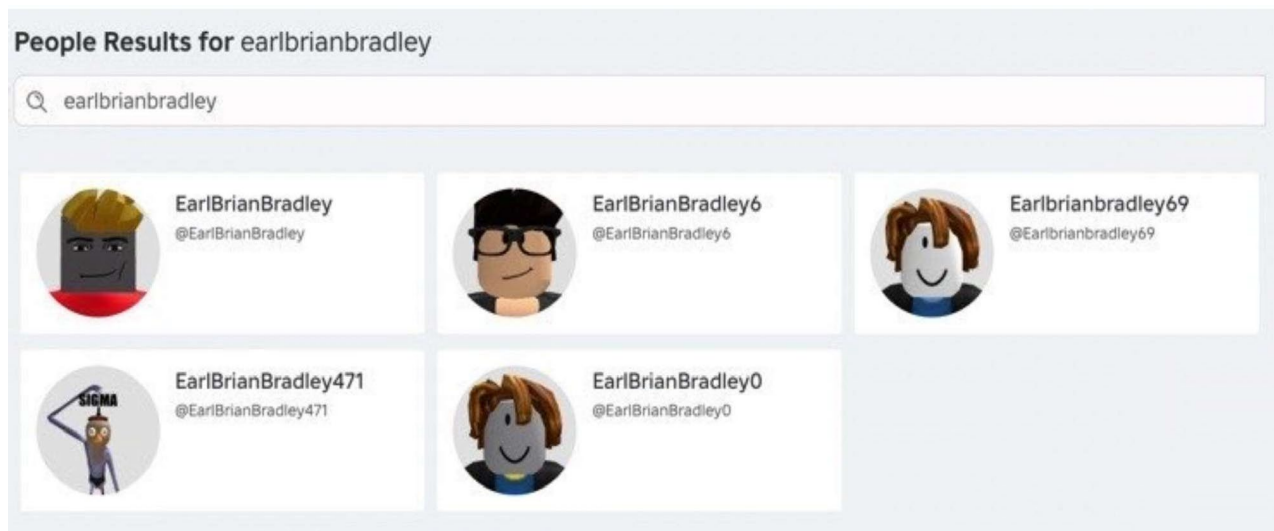 People Results for earlbrianbradley
earlbrianbradley
EarlBrianBradley
@EarlBrianBradley
EarlBrianBradley6
@EarlBrianBradley6
Earlbrianbradley69
@Earlbrianbradley69
SIGMA
EarlBrianBradley471
@EarlBrianBradley471
EarlBrianBradley0
@EarlBrianBradley0